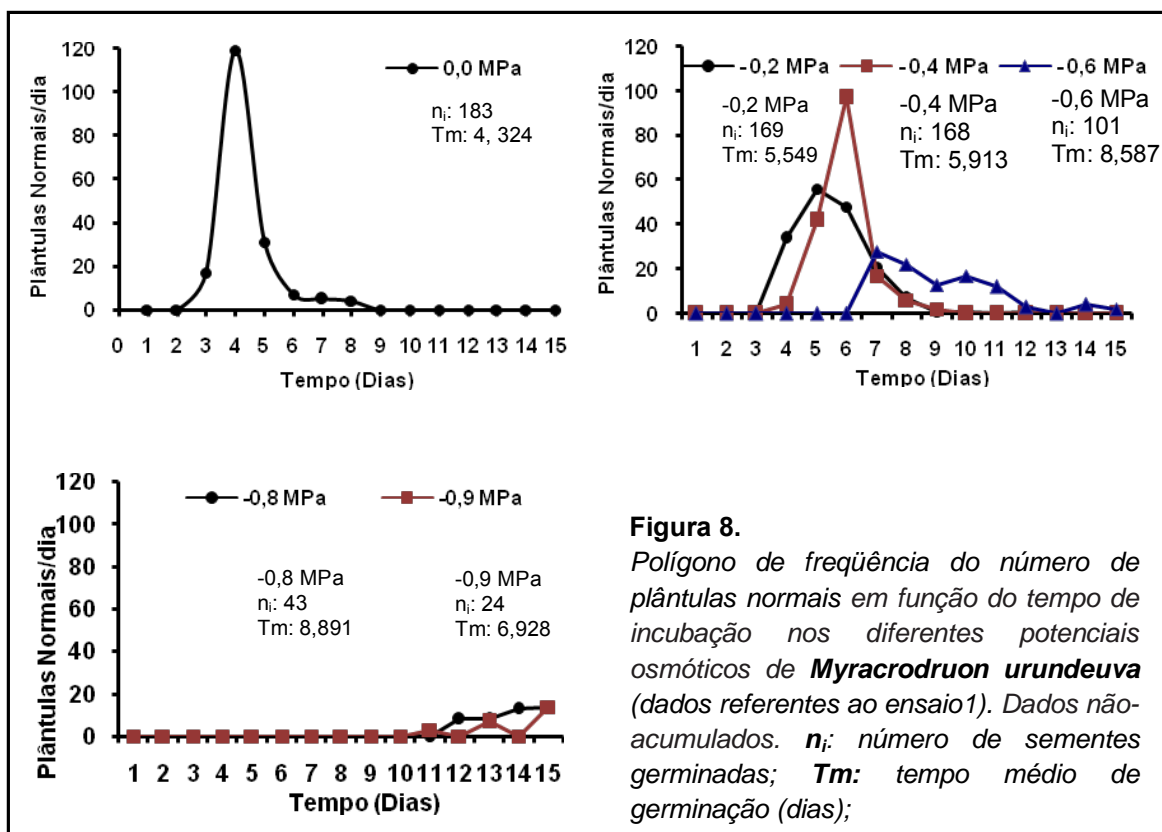 0,0 MPa
n_i: 183
Tm: 4, 324
Plântulas Normais/dia
120
100
80
60
40
20
0
0 1 2 3 4 5 6 7 8 9 10 11 12 13 14 15
Tempo (Dias)
-0,2 MPa -0,4 MPa -0,6 MPa
-0,2 MPa
n_i: 169
Tm: 5,549
-0,4 MPa
n_i: 168
Tm: 5,913
-0,6 MPa
n_i: 101
Tm: 8,587
Plântulas Normais/dia
120
100
80
60
40
20
0
1 2 3 4 5 6 7 8 9 10 11 12 13 14 15
Tempo (Dias)
-0,8 MPa -0,9 MPa
-0,8 MPa
n_i: 43
Tm: 8,891
-0,9 MPa
n_i: 24
Tm: 6,928
Plântulas Normais/dia
120
100
80
60
40
20
0
1 2 3 4 5 6 7 8 9 10 11 12 13 14 15
Tempo (Dias)
Figura 8.
Polígono de freqüência do número de
plântulas normais em função do tempo de
incubação nos diferentes potenciais
osmóticos de Myracrodruon urundeuva
(dados referentes ao ensaio1). Dados não-
acumulados. n_i: número de sementes
germinadas; Tm: tempo médio de
germinação (dias);